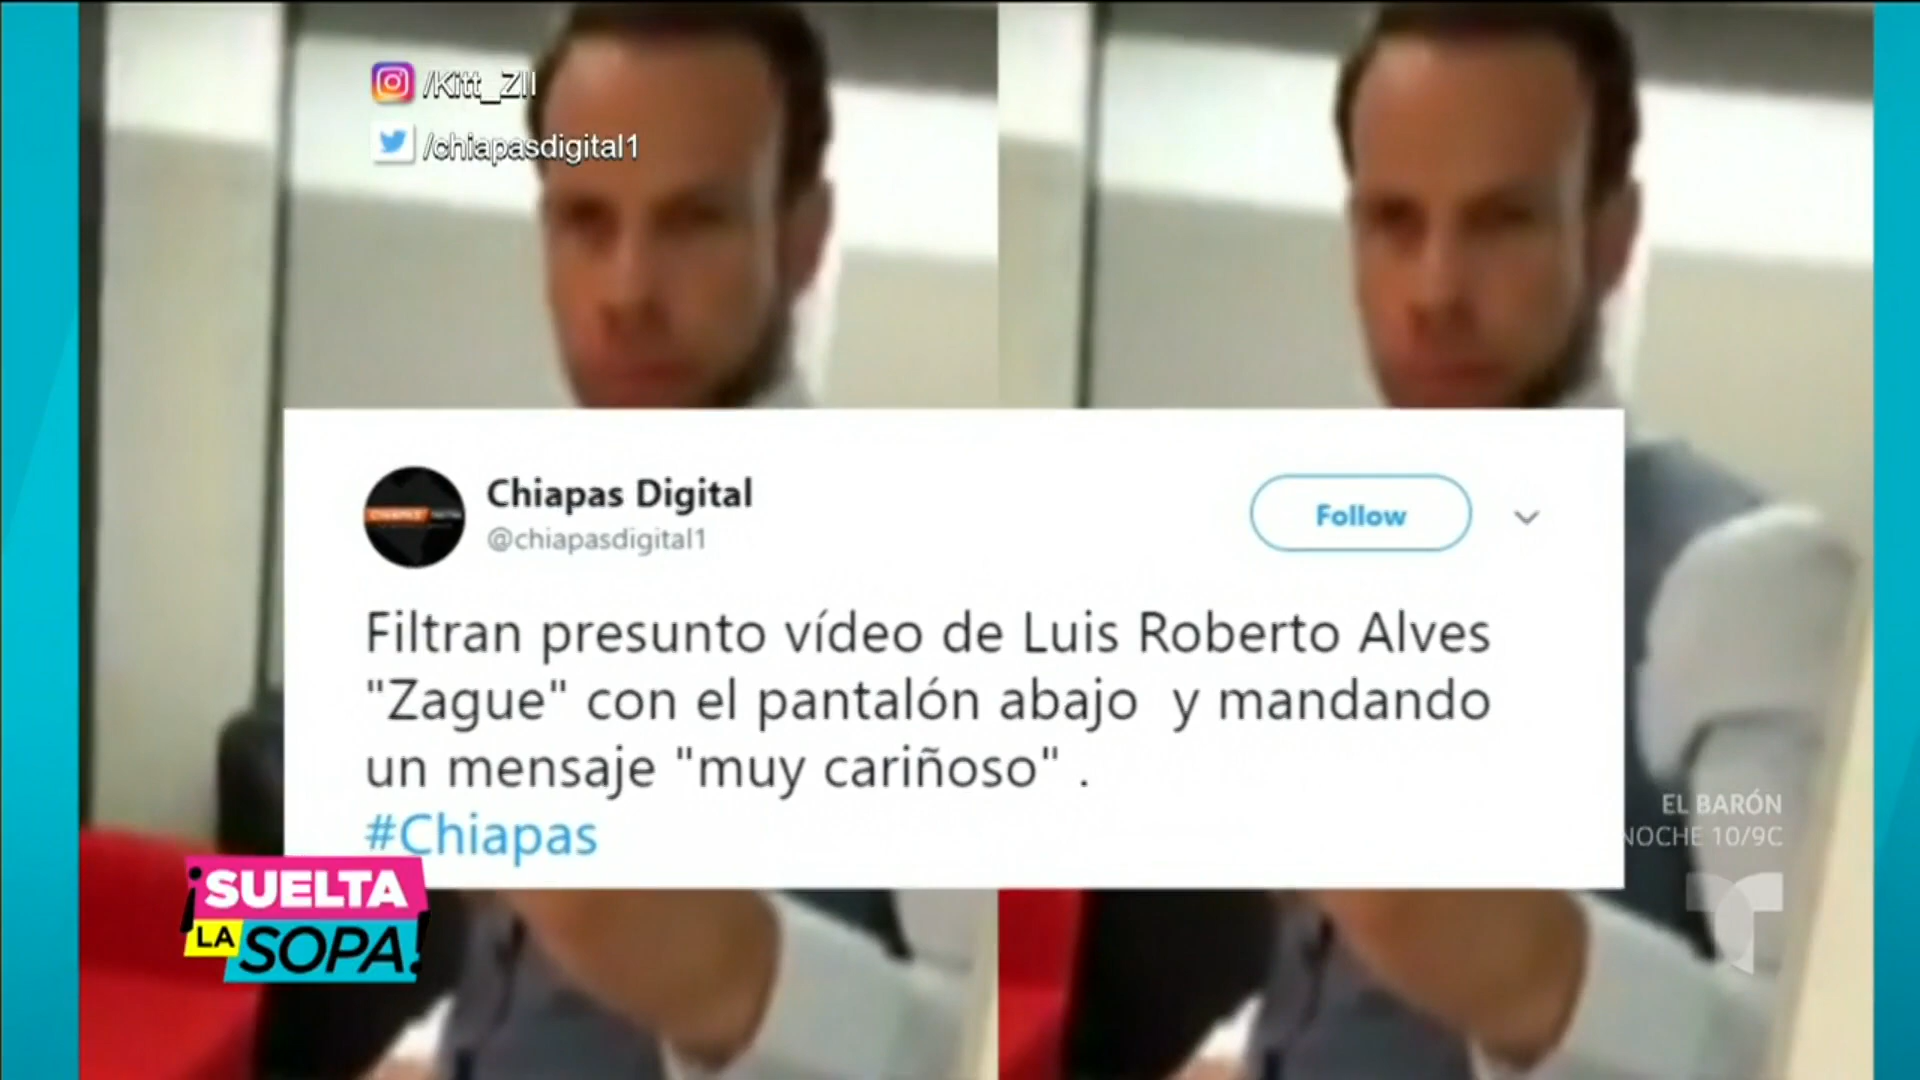 /Kitt_Zll
/chiapasdigital1
Chiapas Digital
@chiapasdigital1
Follow
Filtran presunto vídeo de Luis Roberto Alves
"Zague" con el pantalón abajo y mandando
un mensaje "muy cariñoso" .
#Chiapas
¡SUELTA
LA SOPA!
EL BARÓN
NOCHE 10/9C